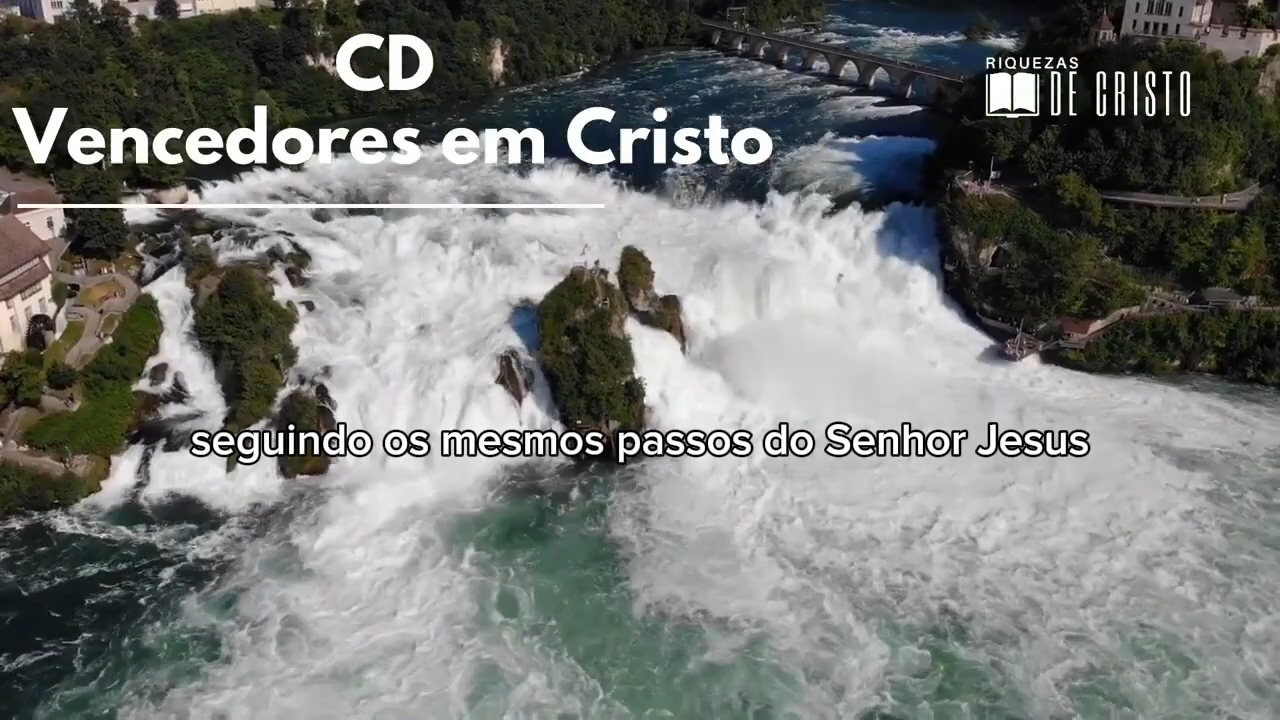 CD
Vencedores em Cristo
RIQUEZAS
DE CRISTO
seguindo os mesmos passos do Senhor Jesus